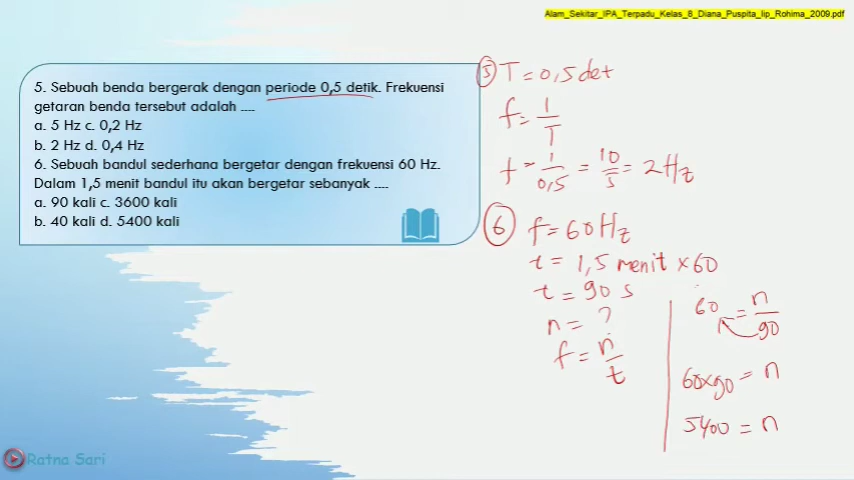 Alam_Sekitar_IPA_Terpadu_Kelas_8_Diana_Puspita_Iip_Rohima_2009.pdf
5. Sebuah benda bergerak dengan periode 0,5 detik. Frekuensi
getaran benda tersebut adalah ....
a. 5 Hz c. 0,2 Hz
b. 2 Hz d. 0,4 Hz
6. Sebuah bandul sederhana bergetar dengan frekuensi 60 Hz.
Dalam 1,5 menit bandul itu akan bergetar sebanyak ....
a. 90 kali c. 3600 kali
b. 40 kali d. 5400 kali
5 T = 0,5 det
f = 1/T
f = 1/0,5 = 10/5 = 2 Hz
6 f = 60 Hz
t = 1,5 menit x 60
t = 90 s
n = ?
f = n/t
60 = n/90
60x90 = n
5400 = n
Ratna Sari